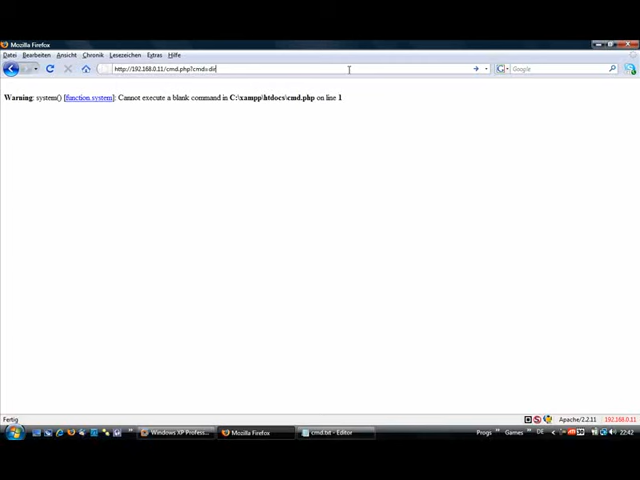 Mozilla Firefox
Datei Bearbeiten Ansicht Chronik Lesezeichen Extras Hilfe
http://192.168.0.11/cmd.php?cmd=dir
Google
Warning: system() [function.system]: Cannot execute a blank command in C:\xampp\htdocs\cmd.php on line 1
Fertig
Apache/2.2.11 192.168.0.11
Windows XP Profess...
Mozilla Firefox
cmd.txt - Editor
Progs »
Games »
DE
22:42